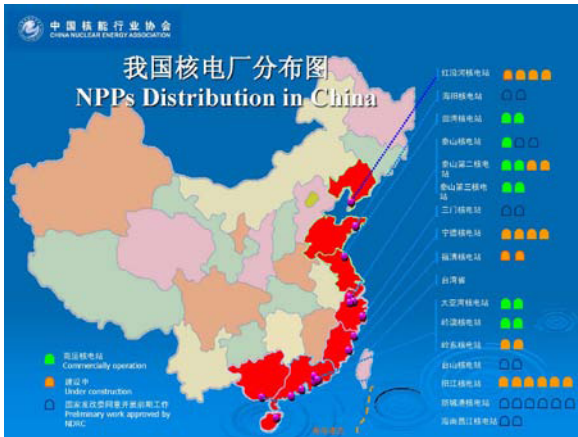 中国核能行业协会
CHINA NUCLEAR ENERGY ASSOCIATION
我国核电厂分布图
NPPs Distribution in China
红沿河核电站
海阳核电站
田湾核电站
秦山核电站
秦山第二核电
站
秦山第三核电
站
三门核电站
宁德核电站
福清核电站
台湾省
大亚湾核电站
岭澳核电站
岭东核电站
台山核电站
阳江核电站
防城港核电站
海南昌江核电站
商运核电站
Commercially operation
建设中
Under construction
国家发改委同意开展前期工作
Preliminary work approved by
NDRC